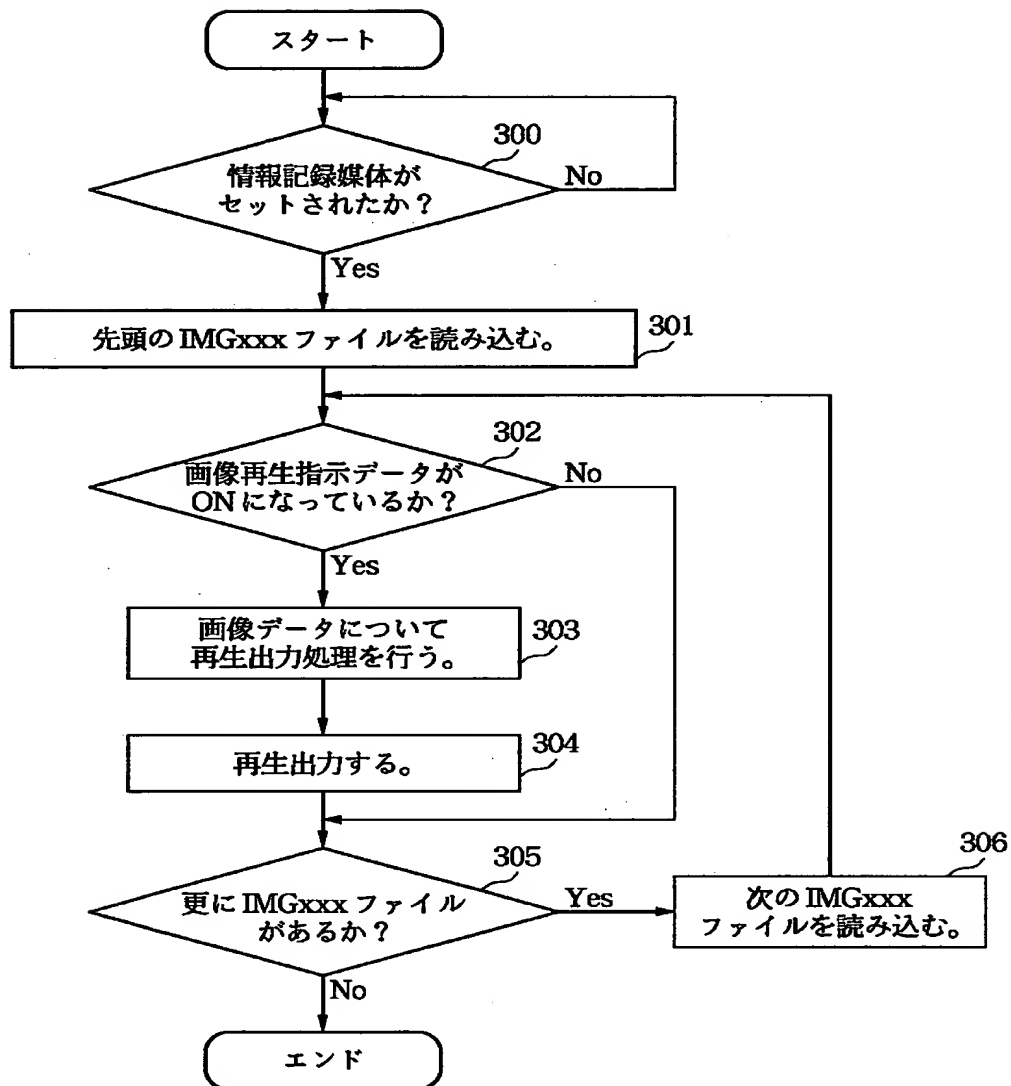 スタート
300
情報記録媒体が
セットされたか?
No
Yes
先頭のIMGxxxファイルを読み込む。
301
302
画像再生指示データが
ONになっているか?
No
Yes
画像データについて
再生出力処理を行う。
303
再生出力する。
304
305
更にIMGxxxファイル
があるか?
Yes
306
次のIMGxxx
ファイルを読み込む。
No
エンド